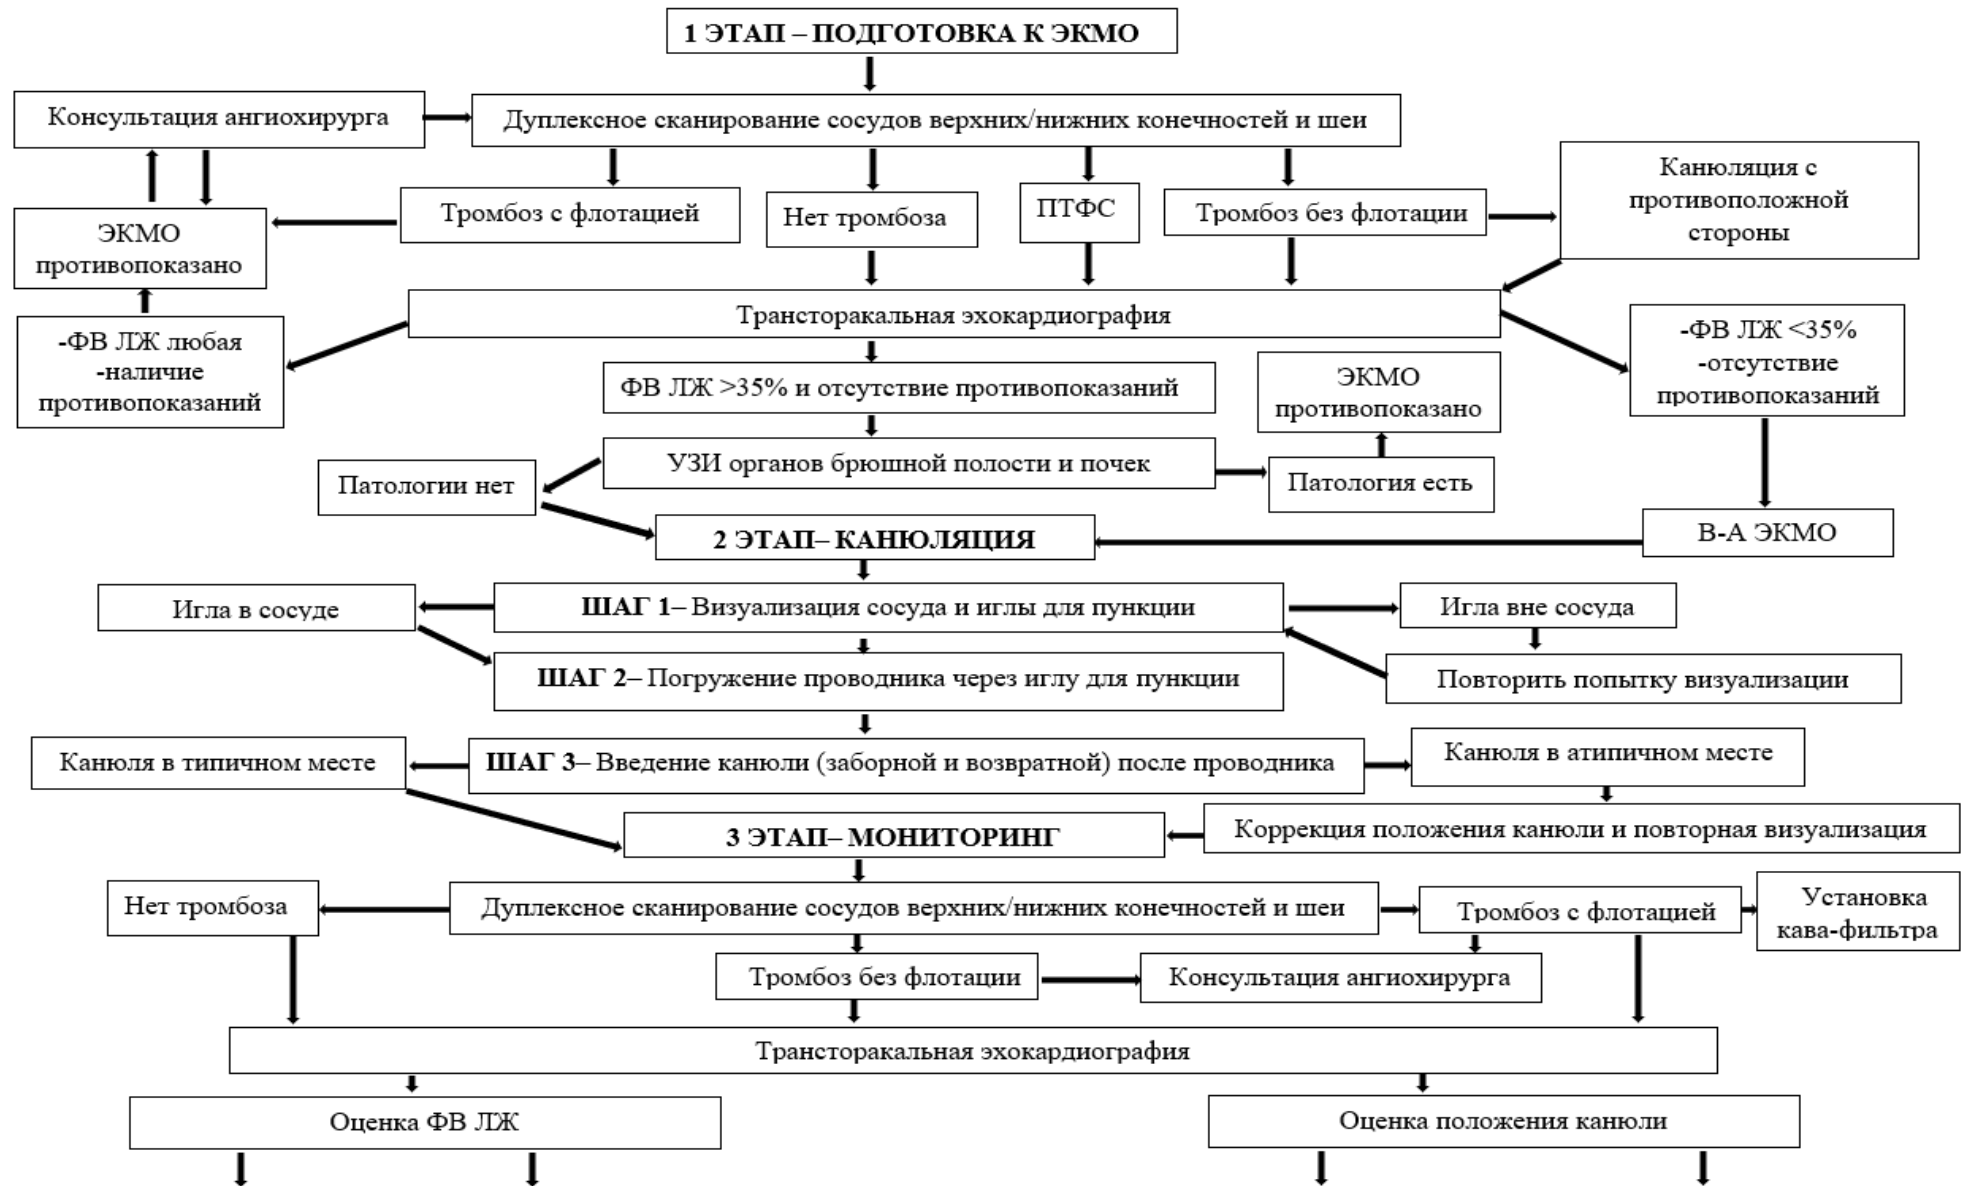 1 ЭТАП – ПОДГОТОВКА К ЭКМО
Консультация ангиохирурга
Дуплексное сканирование сосудов верхних/нижних конечностей и шеи
Канюляция с
противоположной
стороны
Тромбоз с флотацией
Нет тромбоза
ПТФС
Тромбоз без флотации
ЭКМО
противопоказано
Трансторакальная эхокардиография
-ФВ ЛЖ любая
-наличие
противопоказаний
-ФВ ЛЖ <35%
-отсутствие
противопоказаний
ФВ ЛЖ >35% и отсутствие противопоказаний
ЭКМО
противопоказано
УЗИ органов брюшной полости и почек
Патологии нет
Патология есть
2 ЭТАП– КАНЮЛЯЦИЯ
В-А ЭКМО
Игла в сосуде
ШАГ 1– Визуализация сосуда и иглы для пункции
Игла вне сосуда
ШАГ 2– Погружение проводника через иглу для пункции
Повторить попытку визуализации
Канюля в типичном месте
ШАГ 3– Введение канюли (заборной и возвратной) после проводника
Канюля в атипичном месте
3 ЭТАП– МОНИТОРИНГ
Коррекция положения канюли и повторная визуализация
Нет тромбоза
Дуплексное сканирование сосудов верхних/нижних конечностей и шеи
Тромбоз с флотацией
Установка
кава-фильтра
Тромбоз без флотации
Консультация ангиохирурга
Трансторакальная эхокардиография
Оценка ФВ ЛЖ
Оценка положения канюли